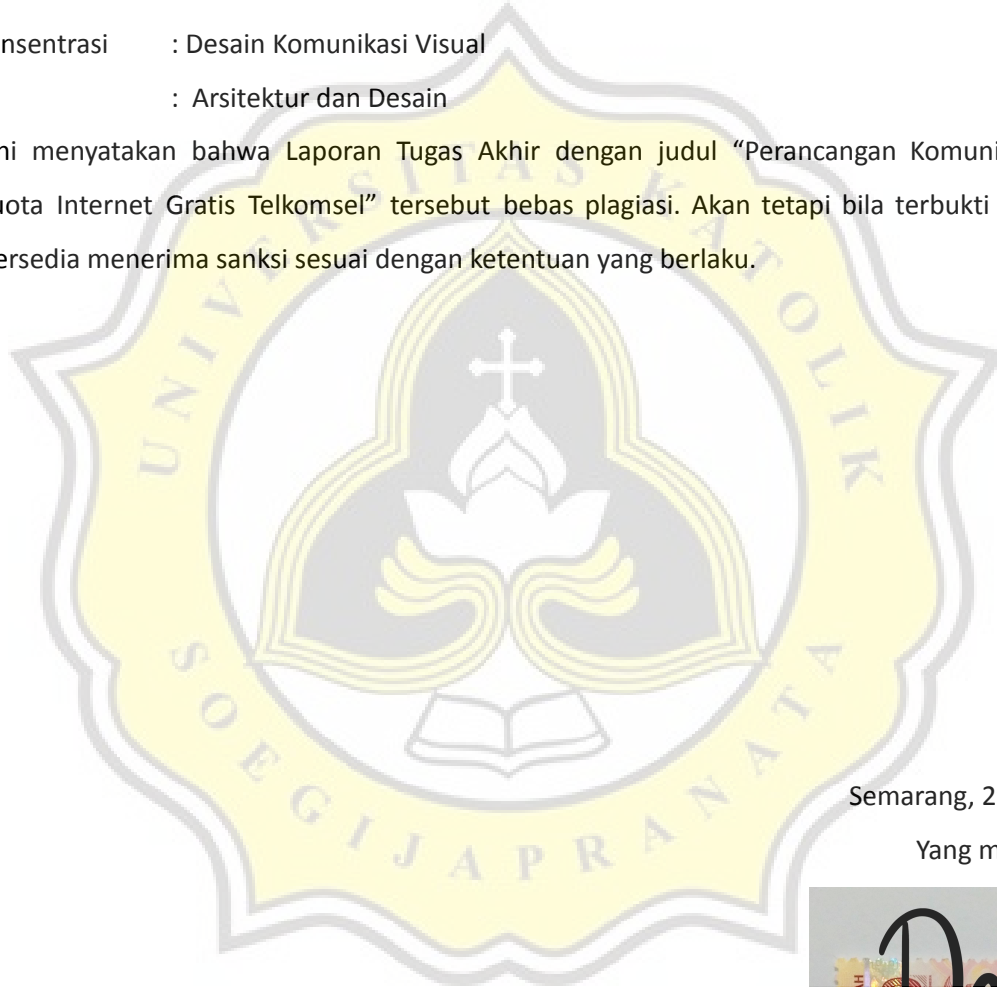 nsentrasi : Desain Komunikasi Visual
: Arsitektur dan Desain
ni menyatakan bahwa Laporan Tugas Akhir dengan judul “Perancangan Komuni
uota Internet Gratis Telkomsel” tersebut bebas plagiasi. Akan tetapi bila terbukti
ersedia menerima sanksi sesuai dengan ketentuan yang berlaku.
UNIVERSITAS KATOLIK
SOEGIJAPRANATA
Semarang, 2
Yang m